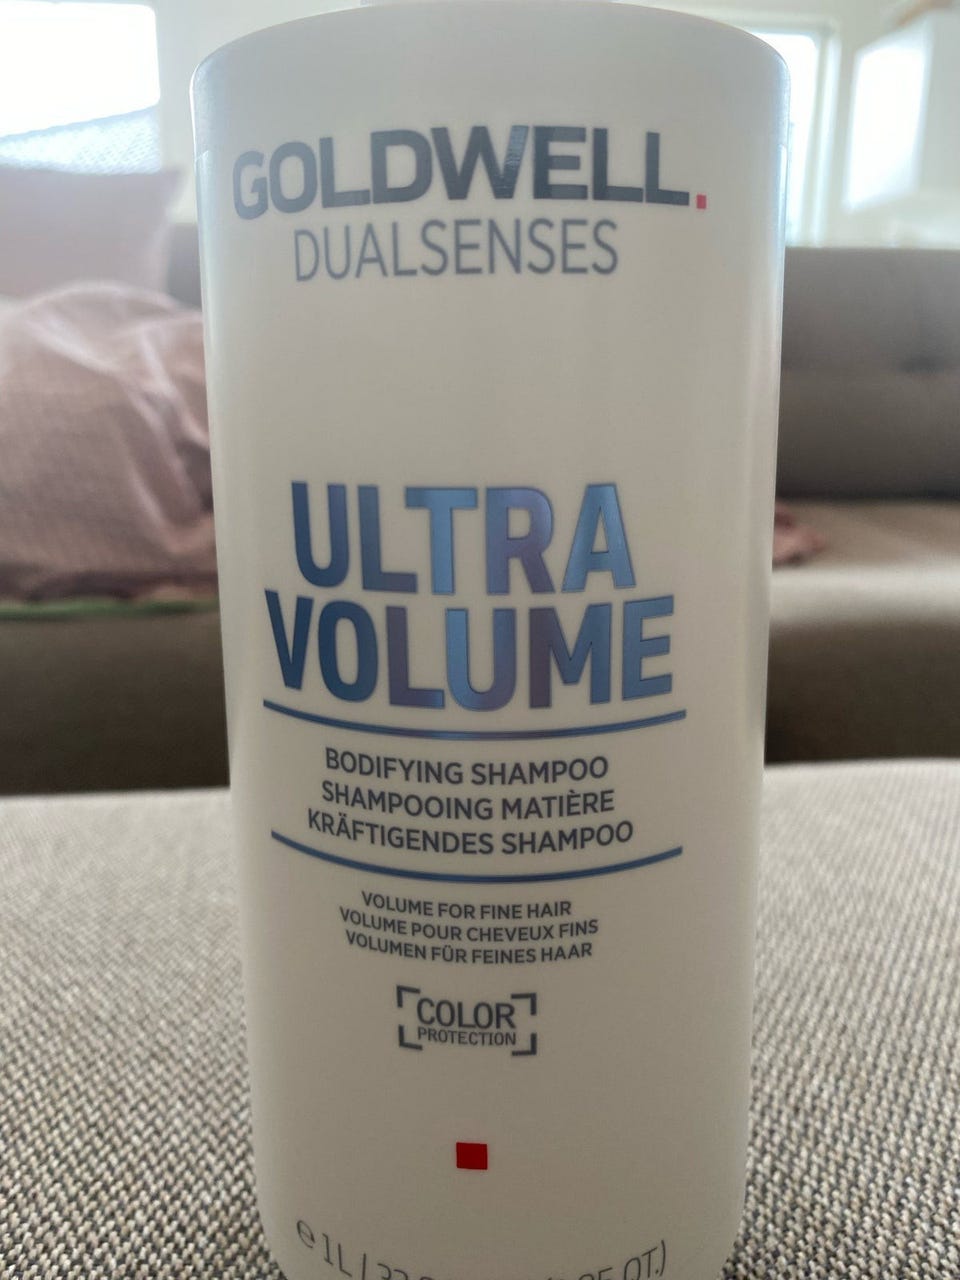 GOLDWELL.
DUALSENSES
ULTRA
VOLUME
BODIFYING SHAMPOO
SHAMPOOING MATIÈRE
KRÄFTIGENDES SHAMPOO
VOLUME FOR FINE HAIR
VOLUME POUR CHEVEUX FINS
VOLUMEN FÜR FEINES HAAR
COLOR
PROTECTION
e 1L /